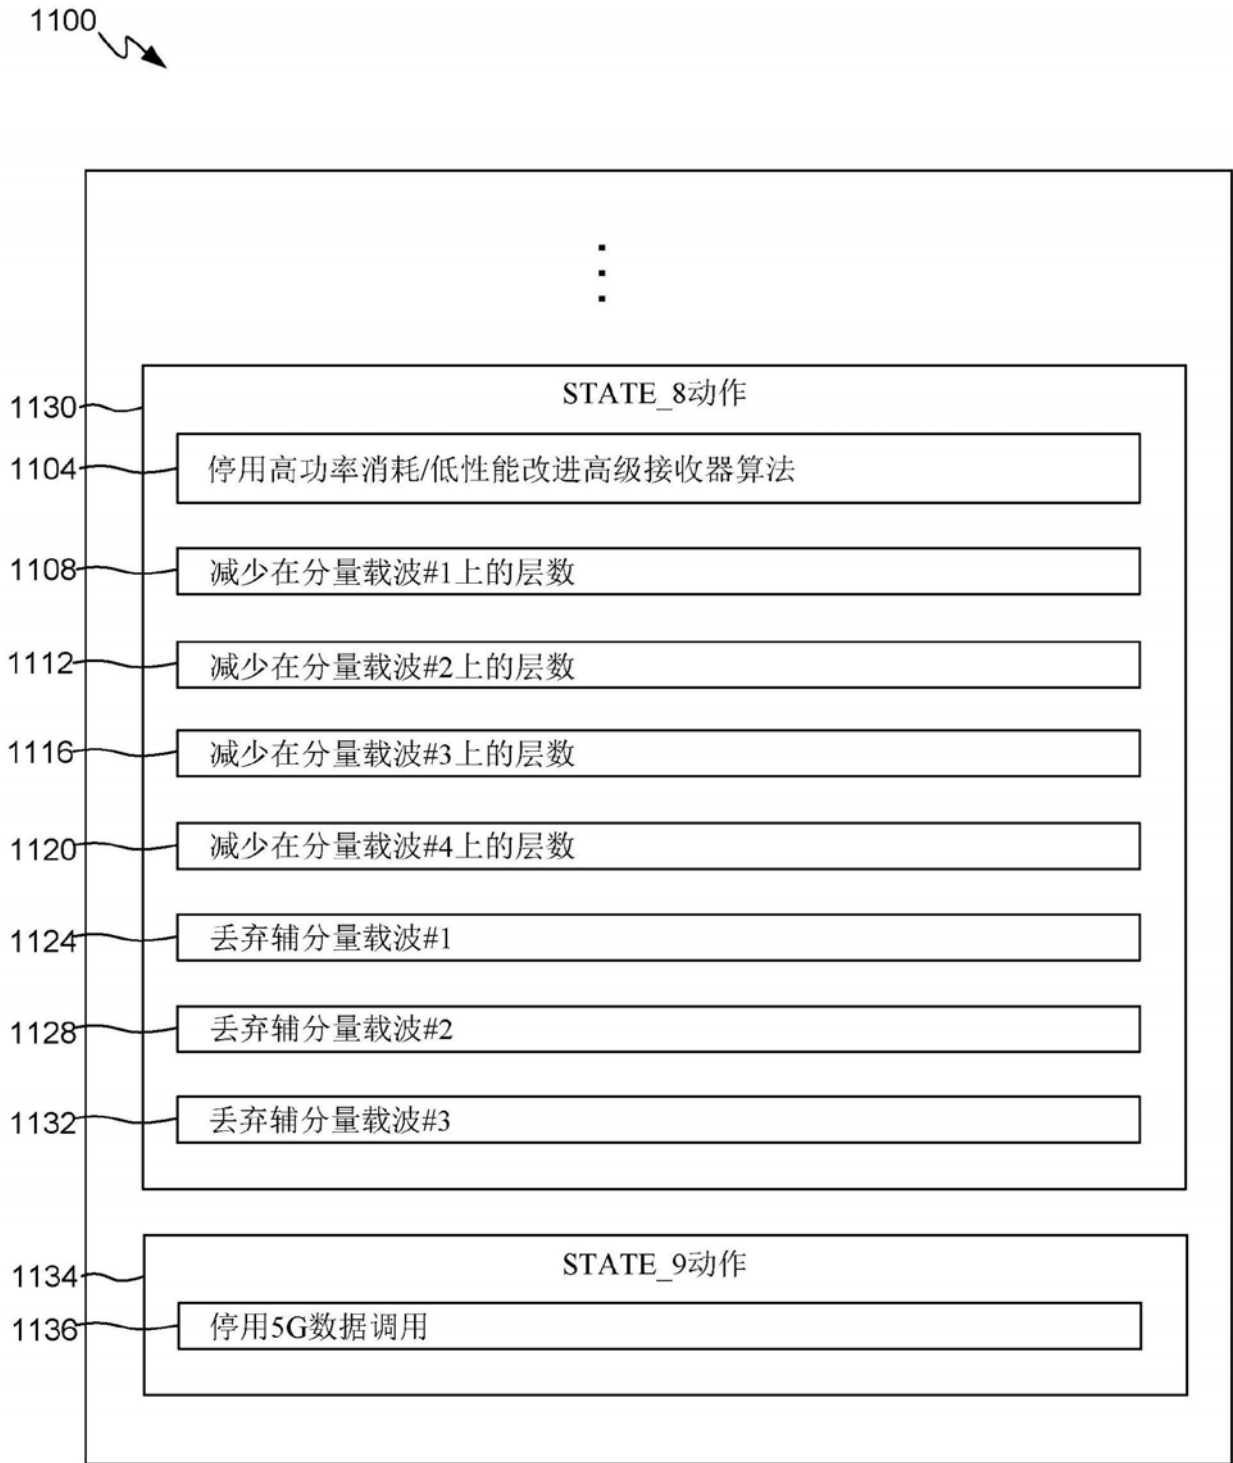 1100
STATE_8动作
1130
1104
停用高功率消耗/低性能改进高级接收器算法
1108
减少在分量载波#1上的层数
1112
减少在分量载波#2上的层数
1116
减少在分量载波#3上的层数
1120
减少在分量载波#4上的层数
1124
丢弃辅分量载波#1
1128
丢弃辅分量载波#2
1132
丢弃辅分量载波#3
STATE_9动作
1134
1136
停用5G数据调用